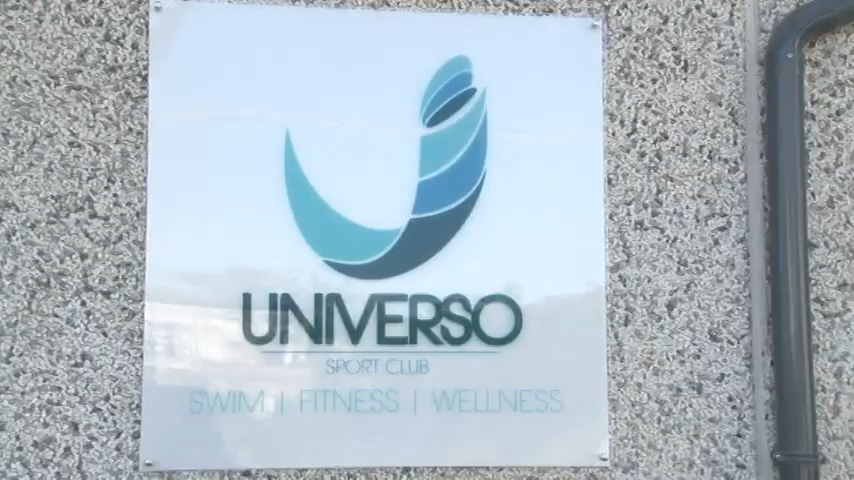 UNIVERSO
SPORT CLUB
SWIM | FITNESS | WELLNESS